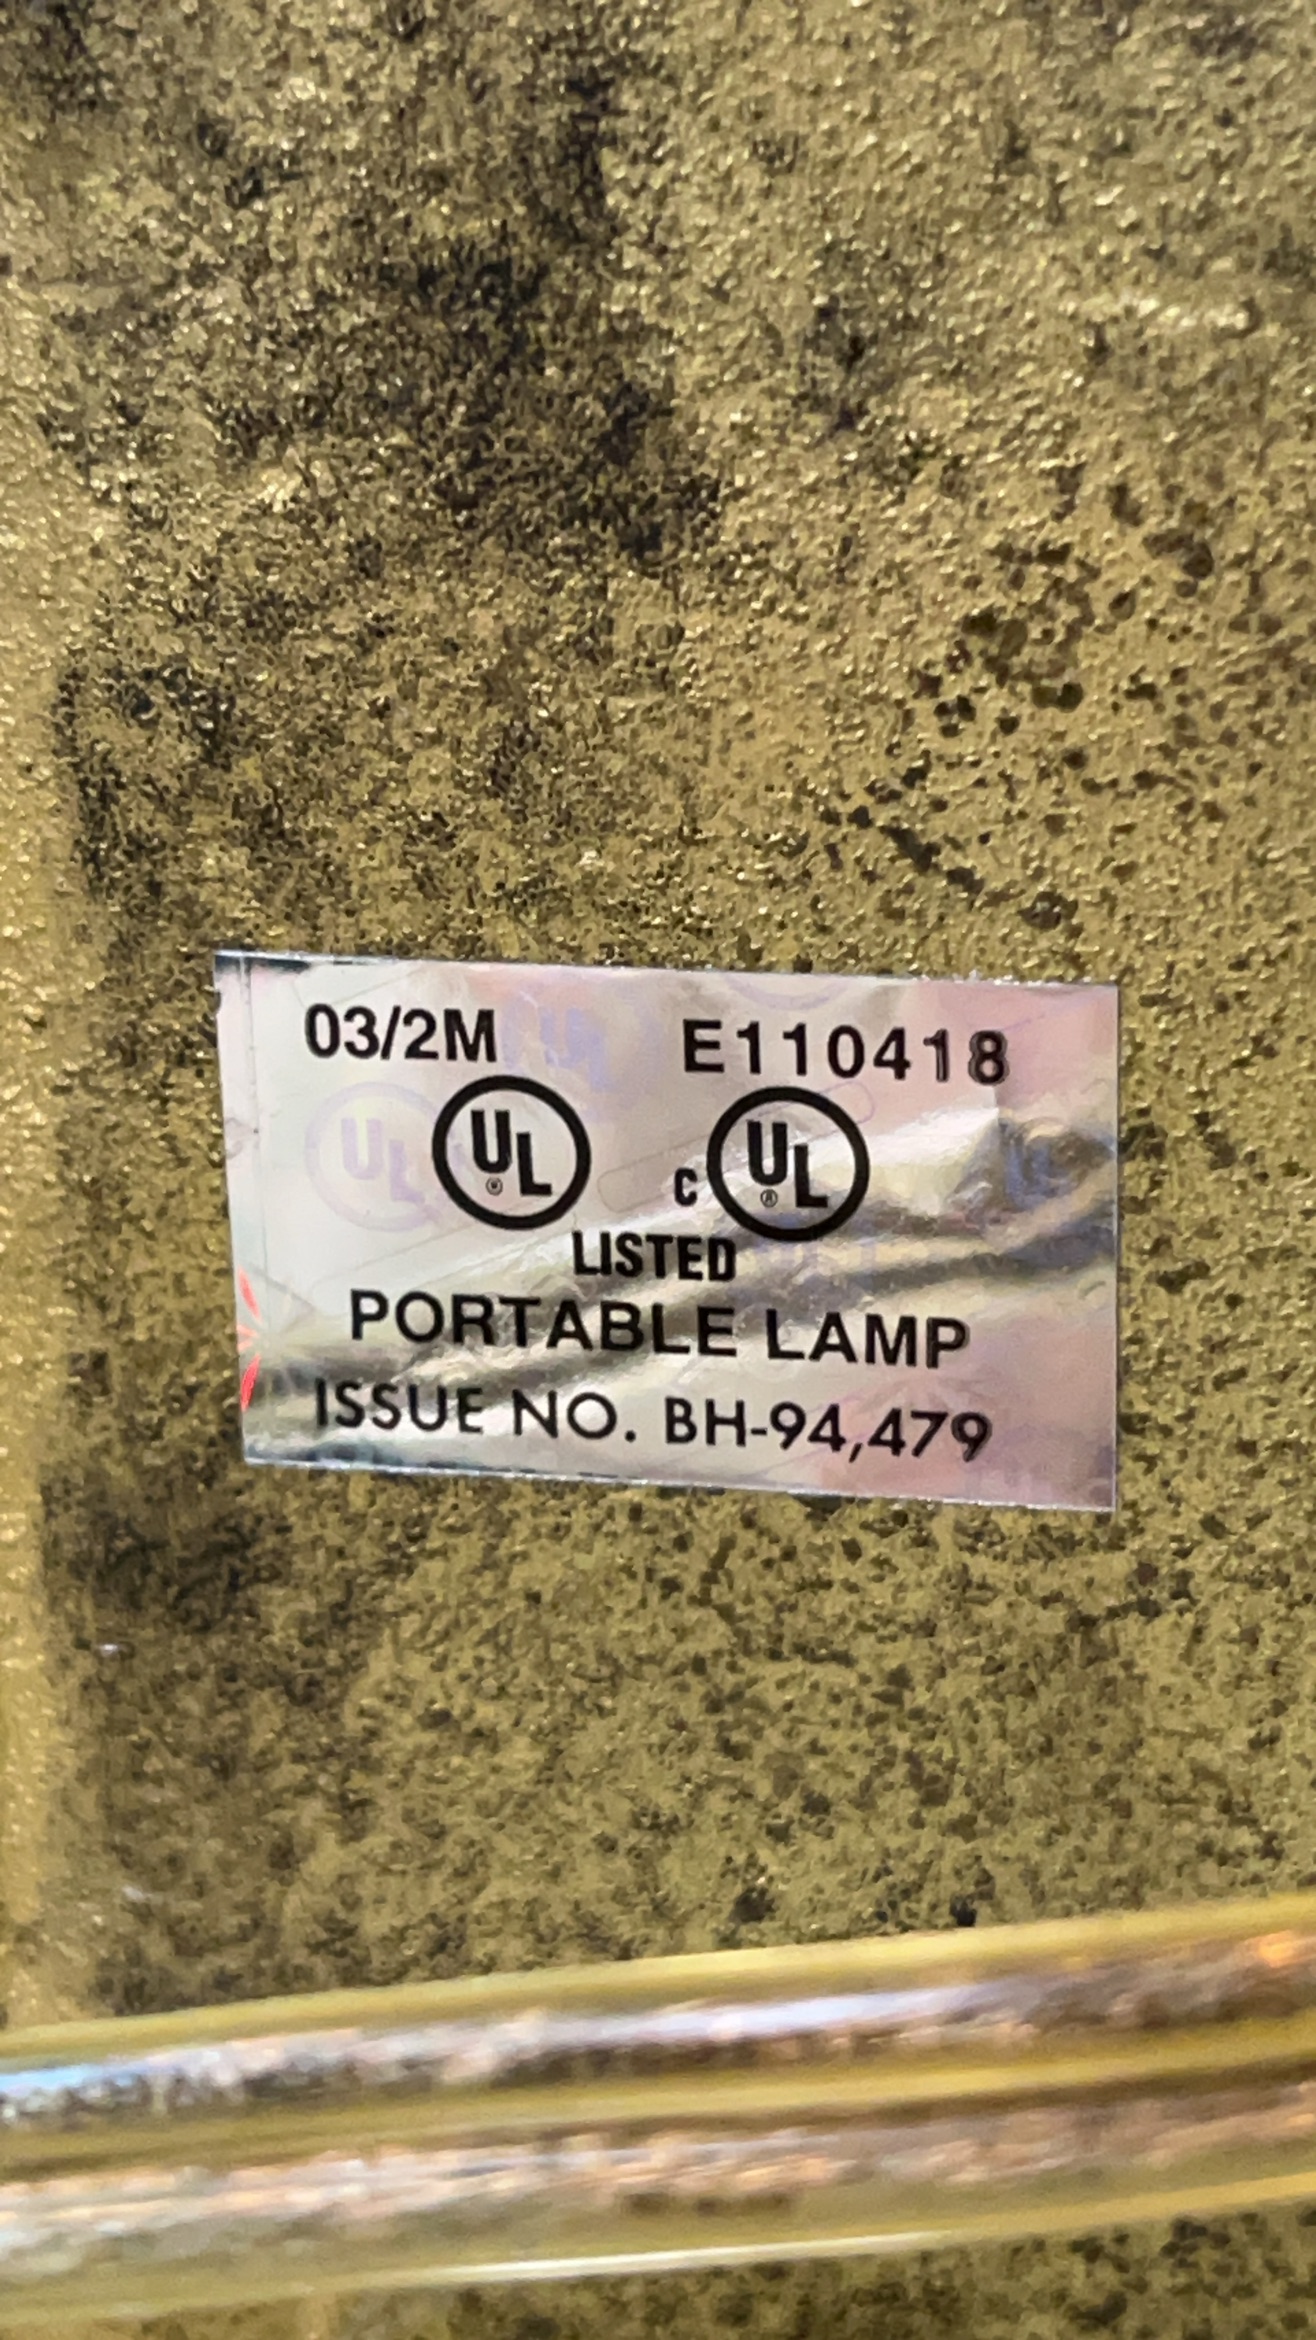 03/2M E110418
UL ® C UL ®
LISTED
PORTABLE LAMP
ISSUE NO. BH-94,479